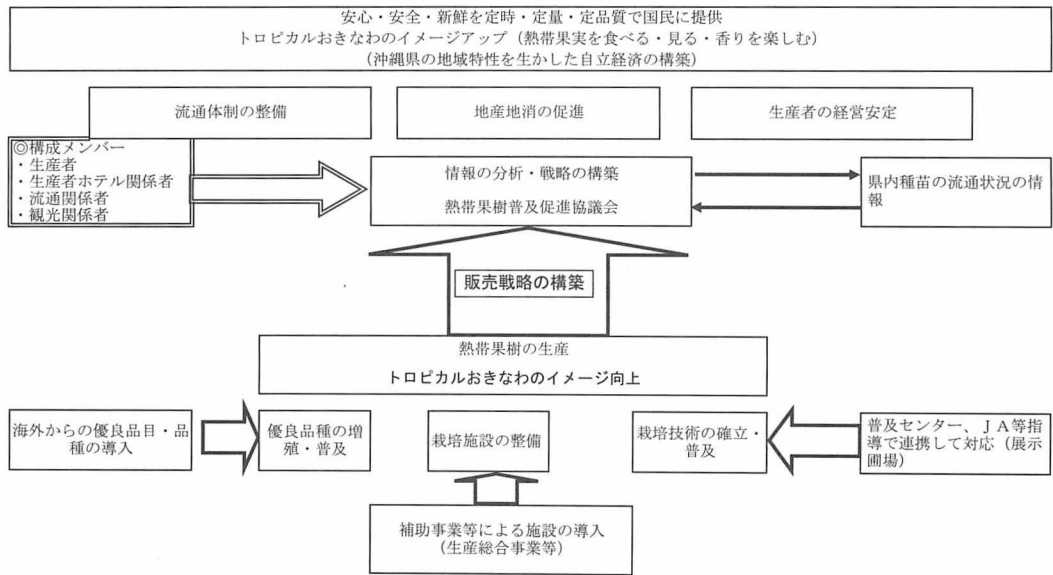 安心・安全・新鮮を定時・定量・定品質で国民に提供
トロピカルおきなわのイメージアップ（熱帯果実を食べる・見る・香りを楽しむ）
（沖縄県の地域特性を生かした自立経済の構築）
流通体制の整備
地産地消の促進
生産者の経営安定
◎構成メンバー
・生産者
・生産者ホテル関係者
・流通関係者
・観光関係者
情報の分析・戦略の構築
熱帯果樹普及促進協議会
県内種苗の流通状況の情
報
販売戦略の構築
熱帯果樹の生産
トロピカルおきなわのイメージ向上
海外からの優良品目・品
種の導入
優良品種の増
殖・普及
栽培施設の整備
栽培技術の確立・
普及
普及センター、ＪＡ等指
導で連携して対応（展示
圃場）
補助事業等による施設の導入
（生産総合事業等）